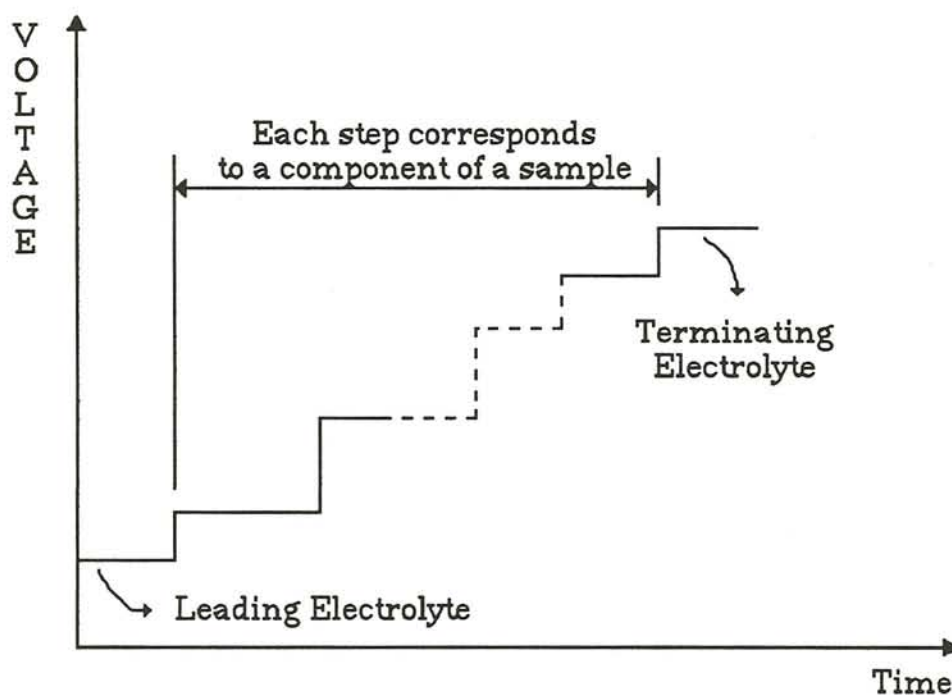 VOLTAGE
Each step corresponds
to a component of a sample
Terminating
Electrolyte
Leading Electrolyte
Time